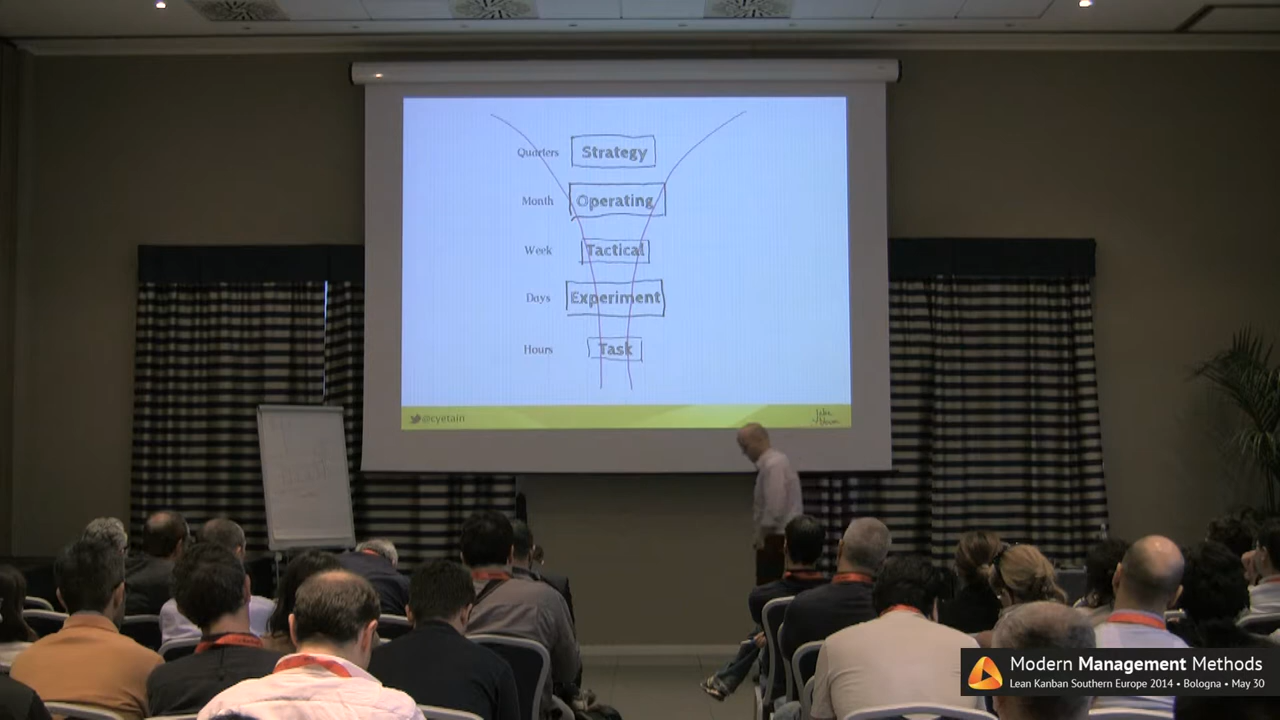 Quarters Strategy
Month Operating
Week Tactical
Days Experiment
Hours Task
@cyetain
Modern Management Methods
Lean Kanban Southern Europe 2014 • Bologna • May 30